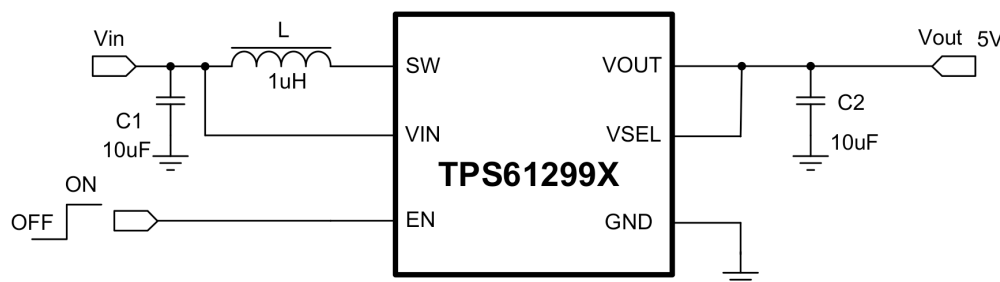 Vin
L
1uH
SW
VOUT
Vout 5V
C1
10uF
VIN
VSEL
C2
10uF
TPS61299X
ON
OFF
EN
GND